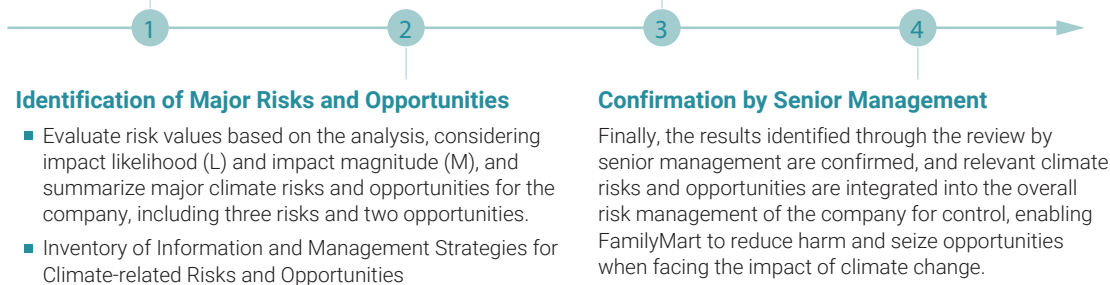 1
2
3
4
Identification of Major Risks and Opportunities
Evaluate risk values based on the analysis, considering
impact likelihood (L) and impact magnitude (M), and
summarize major climate risks and opportunities for the
company, including three risks and two opportunities.
Inventory of Information and Management Strategies for
Climate-related Risks and Opportunities
Confirmation by Senior Management
Finally, the results identified through the review by
senior management are confirmed, and relevant climate
risks and opportunities are integrated into the overall
risk management of the company for control, enabling
FamilyMart to reduce harm and seize opportunities
when facing the impact of climate change.